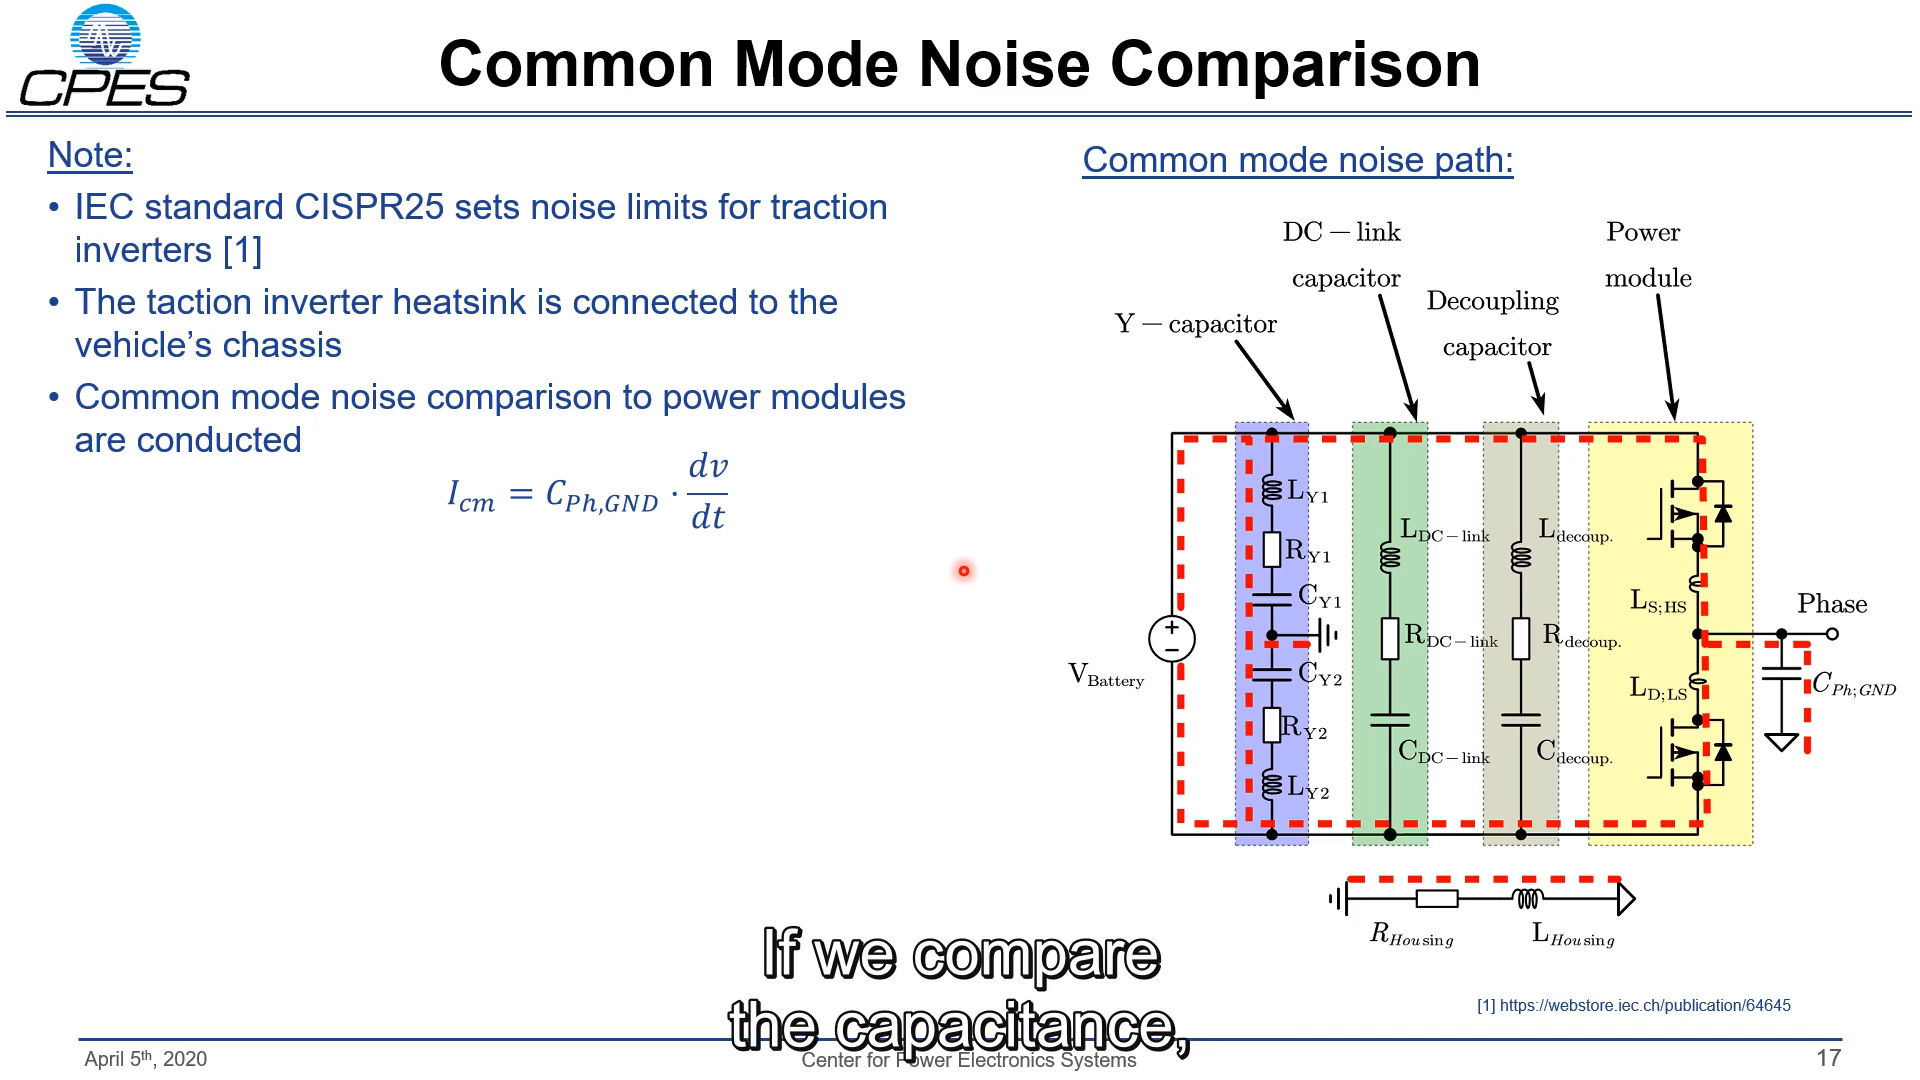 CPES
Common Mode Noise Comparison
Note:
• IEC standard CISPR25 sets noise limits for traction
inverters [1]
• The taction inverter heatsink is connected to the
vehicle’s chassis
• Common mode noise comparison to power modules
are conducted
I_cm = C_Ph,GND · dv/dt
Common mode noise path:
DC – link
capacitor
Power
module
Decoupling
capacitor
Y – capacitor
L_Y1
R_Y1
C_Y1
C_Y2
R_Y2
L_Y2
L_DC–link
R_DC–link
C_DC–link
L_decoup.
R_decoup.
C_decoup.
L_S;HS
L_D;LS
Phase
C_Ph;GND
+
−
V_Battery
R_Housing
L_Housing
If we compare
the capacitance,
[1] https://webstore.iec.ch/publication/64645
April 5th, 2020
Center for Power Electronics Systems
17